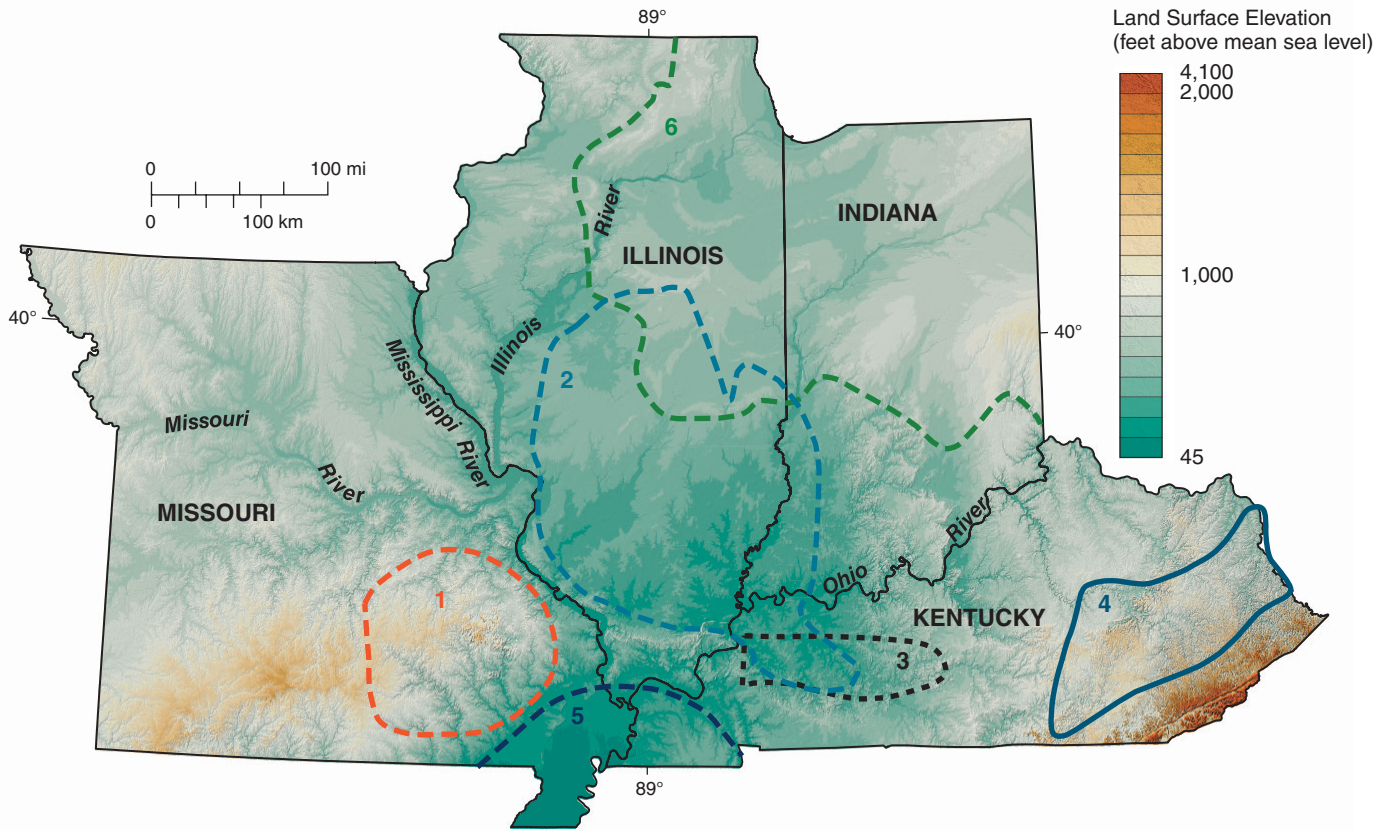 89°
Land Surface Elevation
(feet above mean sea level)
4,100
2,000
1,000
45
0 100 mi
0 100 km
6
River
INDIANA
ILLINOIS
40°
40°
Illinois
Mississippi River
2
Missouri
River
MISSOURI
River
Ohio
1
KENTUCKY
4
3
5
89°